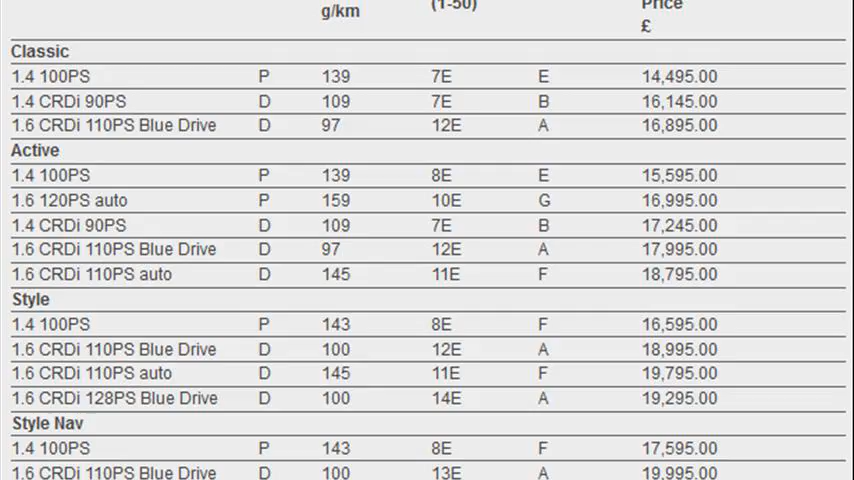 g/km (1-50) Price
£
Classic
1.4 100PS P 139 7E E 14,495.00
1.4 CRDi 90PS D 109 7E B 16,145.00
1.6 CRDi 110PS Blue Drive D 97 12E A 16,895.00
Active
1.4 100PS P 139 8E E 15,595.00
1.6 120PS auto P 159 10E G 16,995.00
1.4 CRDi 90PS D 109 7E B 17,245.00
1.6 CRDi 110PS Blue Drive D 97 12E A 17,995.00
1.6 CRDi 110PS auto D 145 11E F 18,795.00
Style
1.4 100PS P 143 8E F 16,595.00
1.6 CRDi 110PS Blue Drive D 100 12E A 18,995.00
1.6 CRDi 110PS auto D 145 11E F 19,795.00
1.6 CRDi 128PS Blue Drive D 100 14E A 19,295.00
Style Nav
1.4 100PS P 143 8E F 17,595.00
1.6 CRDi 110PS Blue Drive D 100 13E A 19,995.00